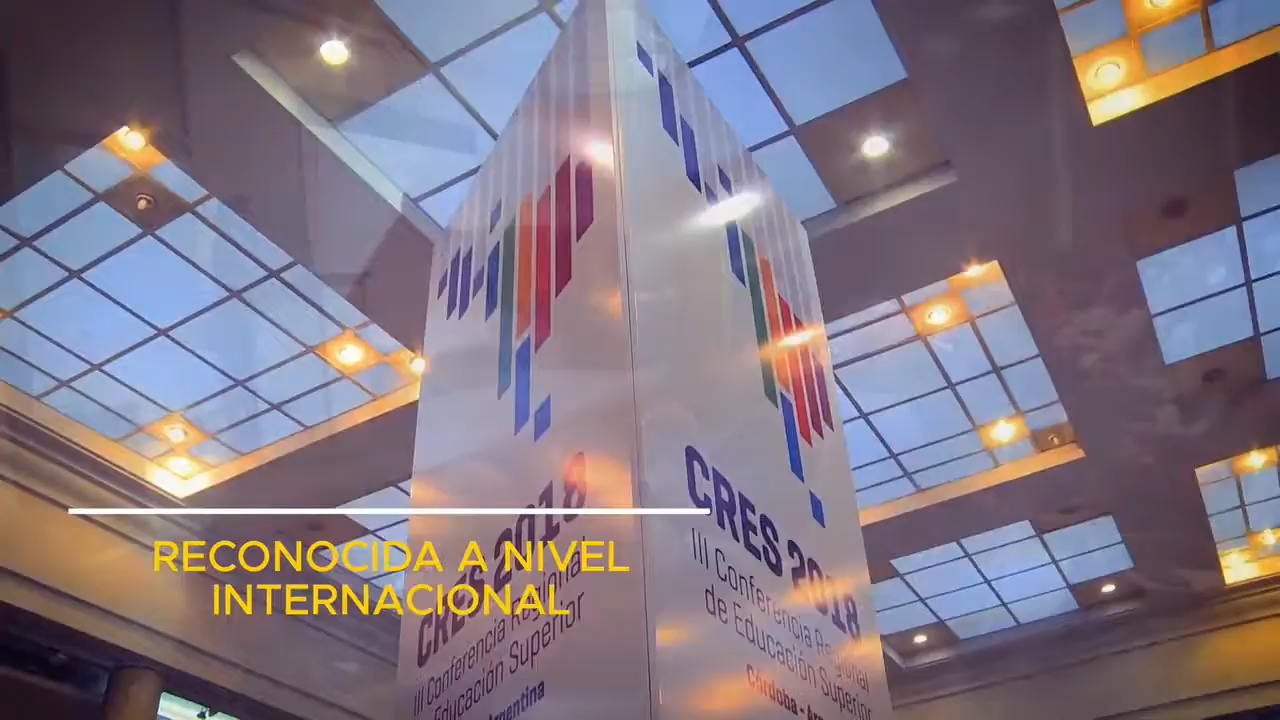 RECONOCIDA A NIVEL
INTERNACIONAL
CRES 2018
III Conferencia Regional
Educación Superior
Argentina
CRES 2018
III Conferencia Regional
de Educación Superior
Córdoba -